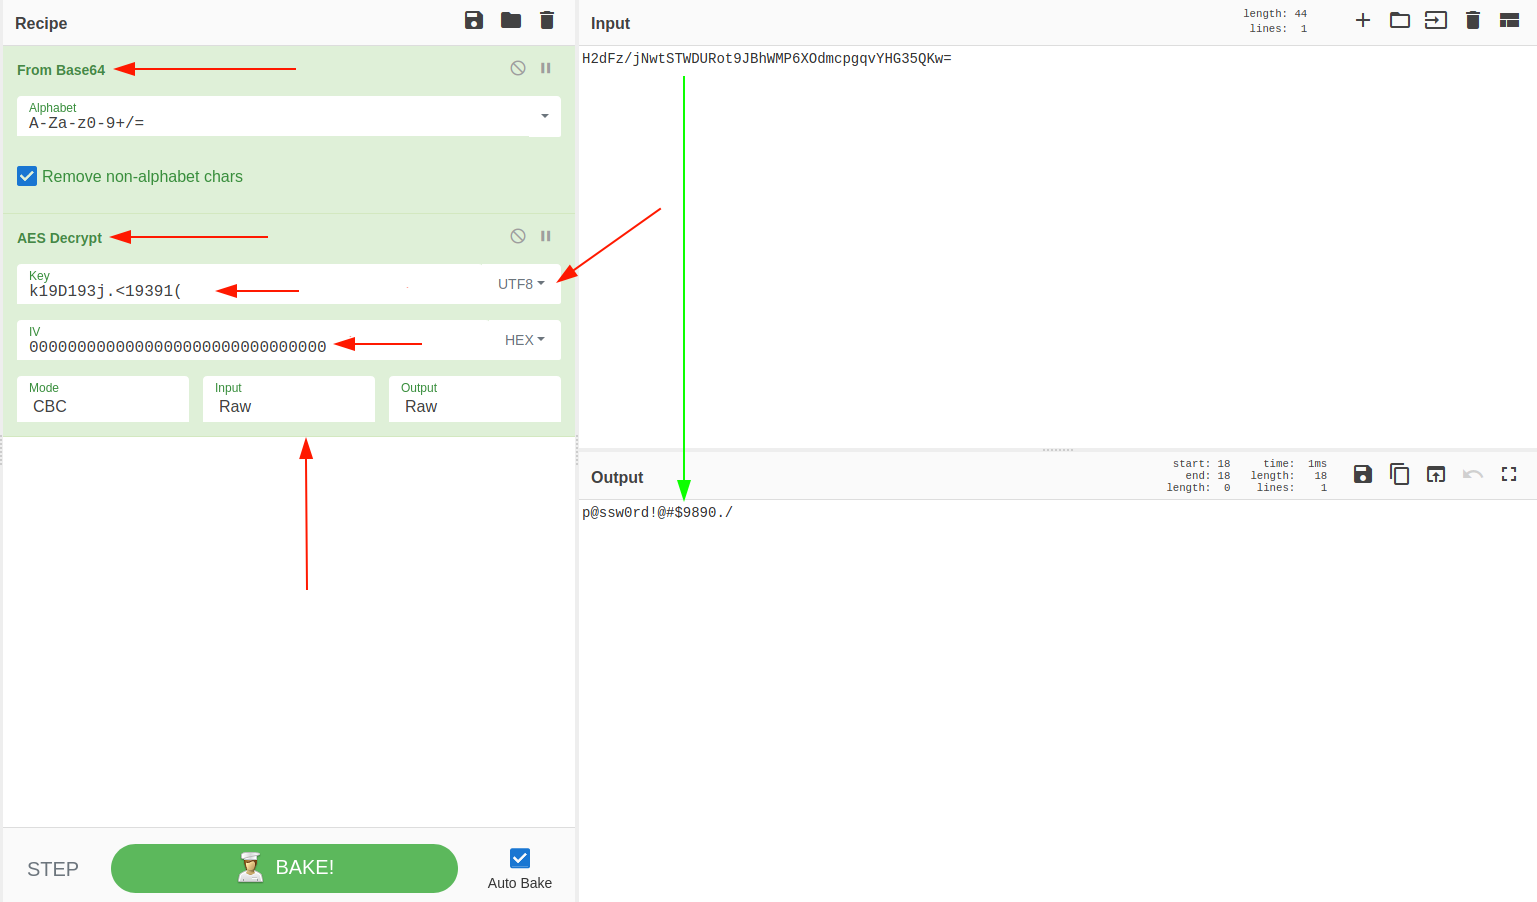 Recipe
From Base64
Alphabet
A-Za-z0-9+/=
Remove non-alphabet chars
AES Decrypt
Key
k19D193j.<19391(
UTF8
IV
0000000000000000000000000000000
HEX
Mode
CBC
Input
Raw
Output
Raw
STEP
BAKE!
Auto Bake
Input
length: 44
lines: 1
H2dFz/jNwtSTWDURot9JBhWMP6XOdmcpgqvYHG35QKw=
Output
start: 18 time: 1ms
end: 18 length: 18
length: 0 lines: 1
p@ssw0rd!@#$9890./